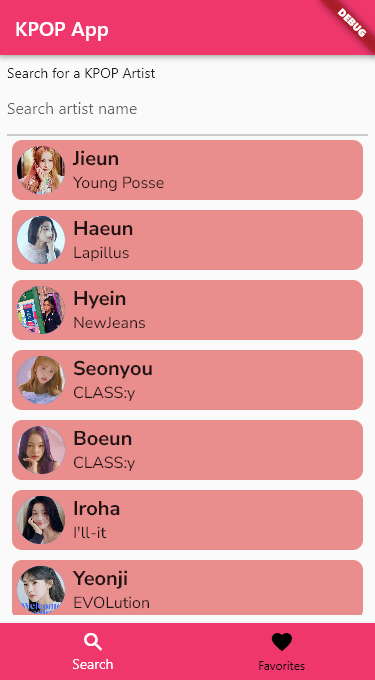 KPOP App
DEBUG
Search for a KPOP Artist
Search artist name
Jieun
Young Posse
Haeun
Lapillus
Hyein
NewJeans
Seonyou
CLASS:y
Boeun
CLASS:y
Iroha
I'll-it
Yeonji
EVOLution
Search
Favorites